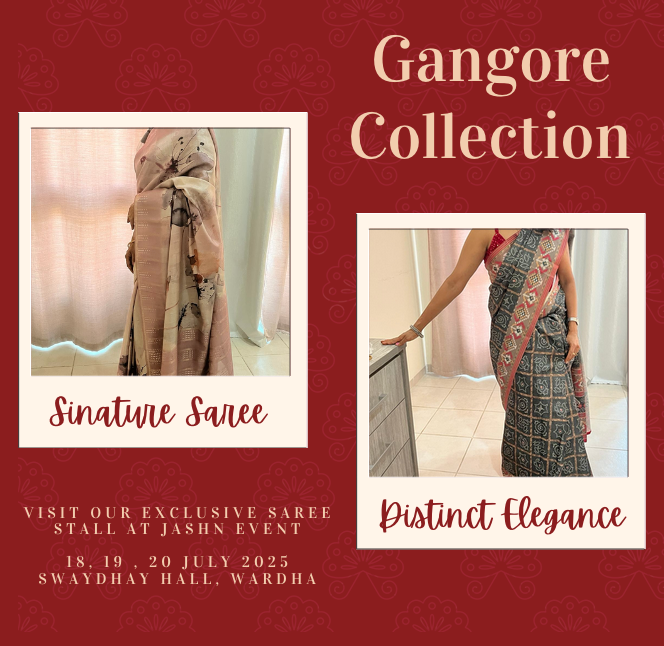 Gangore
Collection
Sinature Saree
Distinct Elegance
VISIT OUR EXCLUSIVE SAREE
STALL AT JASHN EVENT
18, 19 , 20 JULY 2025
SWAYDHAY HALL, WARDHA